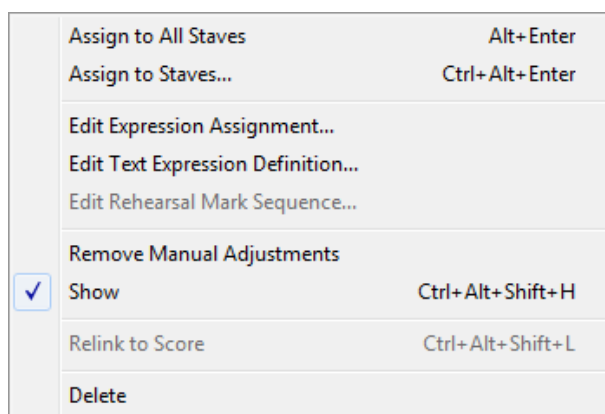 Assign to All Staves Alt+Enter
Assign to Staves... Ctrl+Alt+Enter
Edit Expression Assignment...
Edit Text Expression Definition...
Edit Rehearsal Mark Sequence...
Remove Manual Adjustments
Show Ctrl+Alt+Shift+H
Relink to Score Ctrl+Alt+Shift+L
Delete